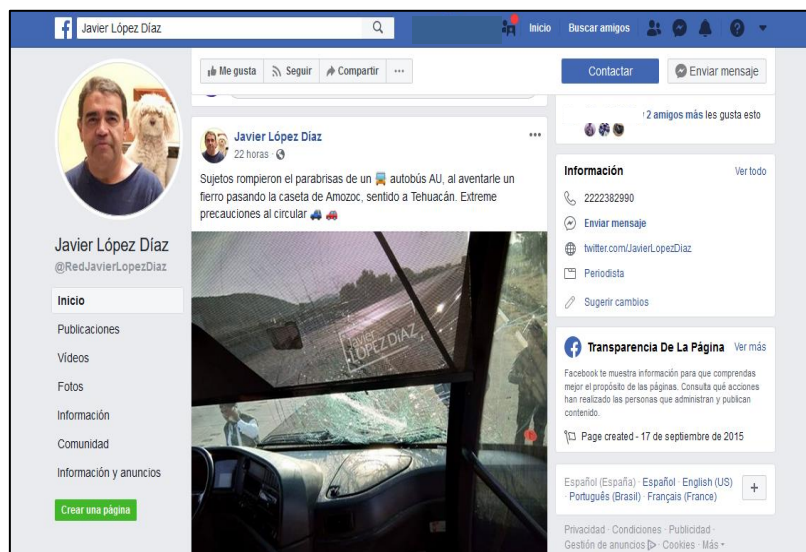 Javier López Díaz
Inicio
Buscar amigos
Me gusta
Seguir
Compartir
Contactar
Enviar mensaje
Javier López Díaz
@RedJavierLopezDiaz
Inicio
Publicaciones
Vídeos
Fotos
Información
Comunidad
Información y anuncios
Crear una página
Javier López Díaz
22 horas
Sujetos rompieron el parabrisas de un autobús AU, al aventarle un
fierro pasando la caseta de Amozoc, sentido a Tehuacán. Extreme
precauciones al circular
Javier
LÓPEZ DÍAZ
2 amigos más les gusta esto
Información
Ver todo
2222382990
Enviar mensaje
twitter.com/JavierLopezDiaz
Periodista
Sugerir cambios
Transparencia De La Página
Ver más
Facebook te muestra información para que comprendas
mejor el propósito de las páginas. Consulta qué acciones
han realizado las personas que administran y publican
contenido.
Page created - 17 de septiembre de 2015
Español (España) · Español · English (US)
· Português (Brasil) · Français (France)
Privacidad · Condiciones · Publicidad ·
Gestión de anuncios · Cookies · Más